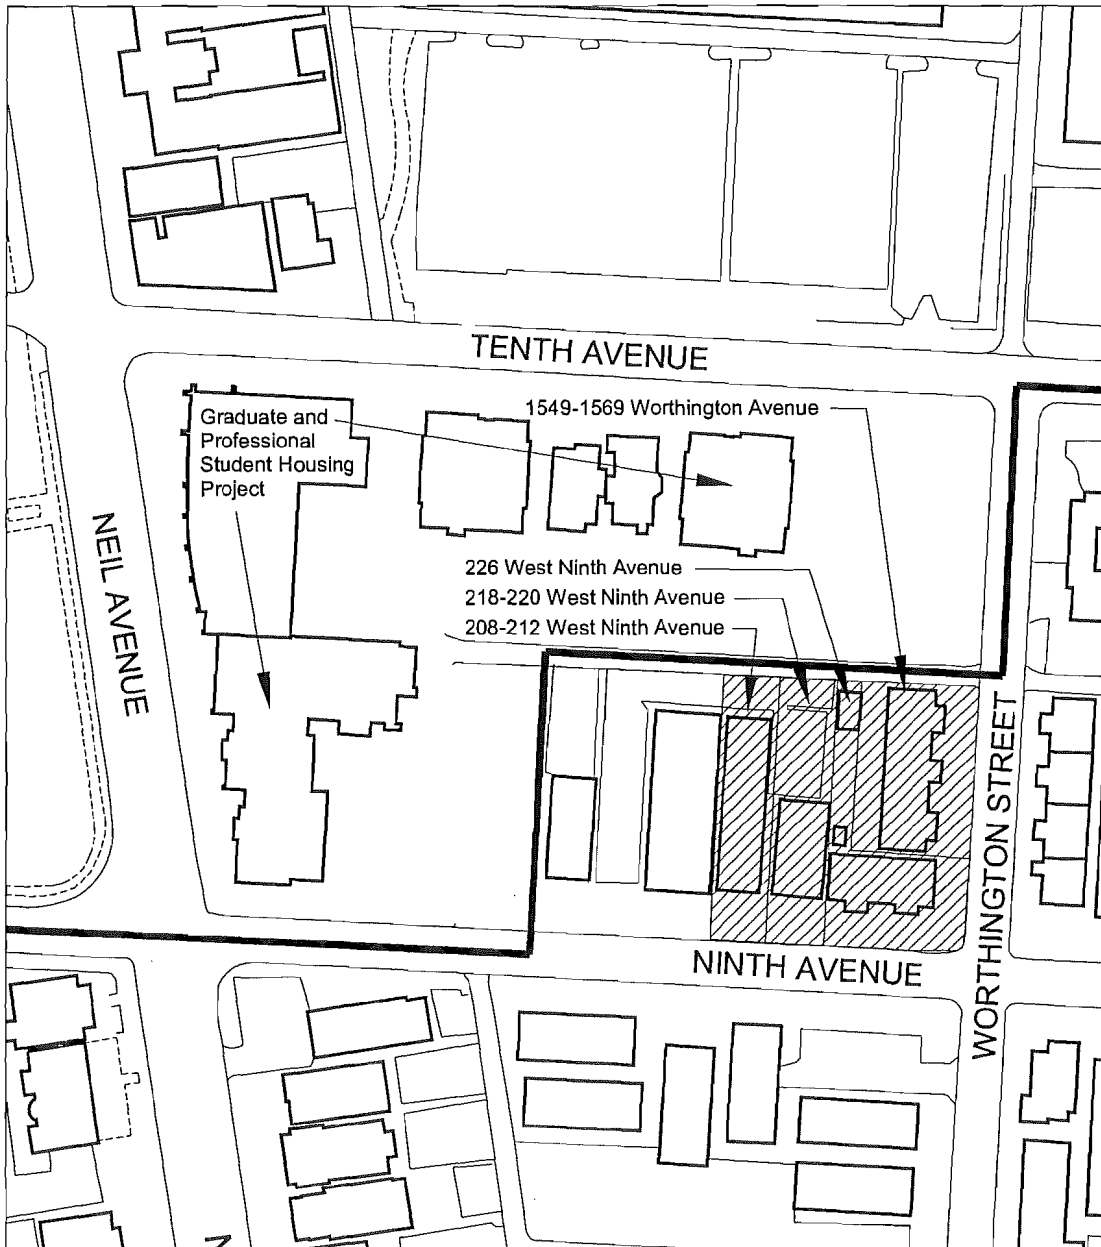 TENTH AVENUE
1549-1569 Worthington Avenue
Graduate and
Professional
Student Housing
Project
NEIL AVENUE
226 West Ninth Avenue
218-220 West Ninth Avenue
208-212 West Ninth Avenue
WORTHINGTON STREET
NINTH AVENUE